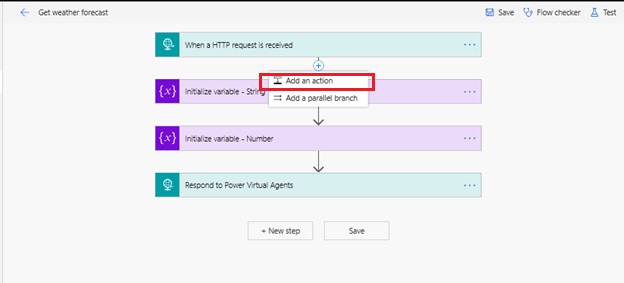 Get weather forecast
Save
Flow checker
Test
When a HTTP request is received
Add an action
Initialize variable - String
Add a parallel branch
{x}
{x}
Initialize variable - Number
Respond to Power Virtual Agents
+ New step
Save